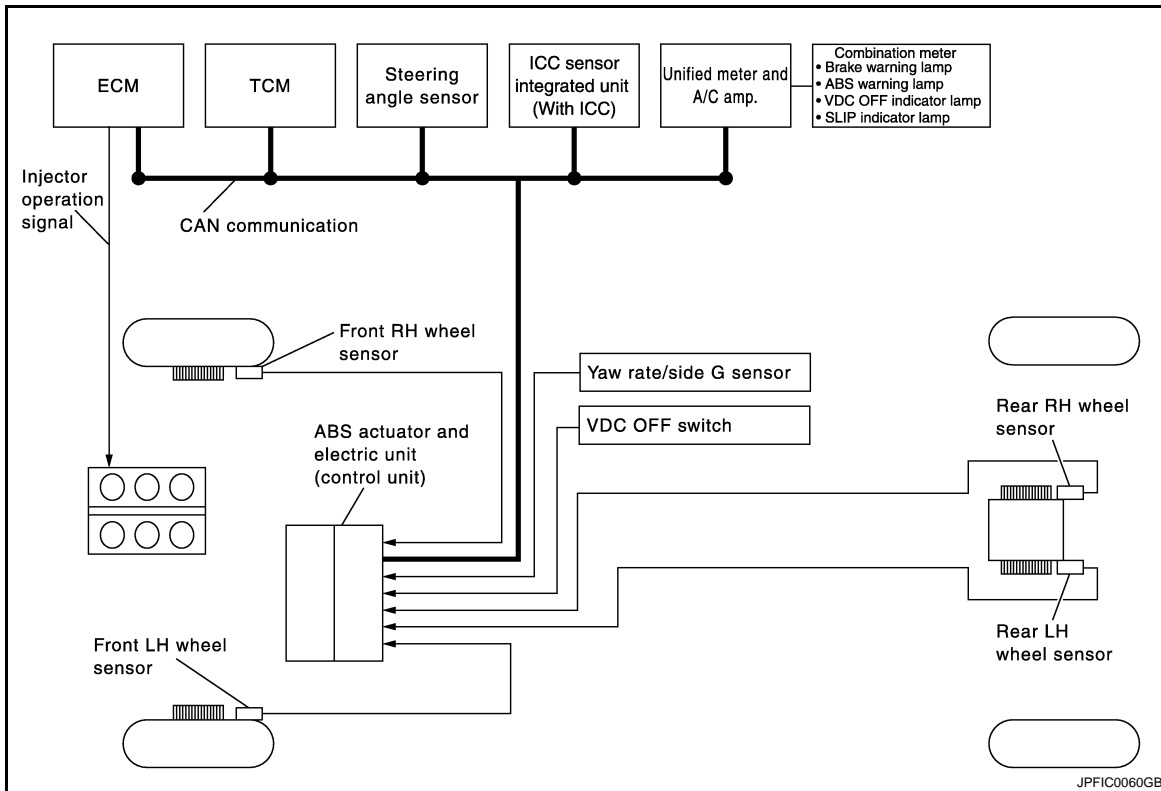 ECM
TCM
Steering
angle sensor
ICC sensor
integrated unit
(With ICC)
Unified meter and
A/C amp.
Combination meter
• Brake warning lamp
• ABS warning lamp
• VDC OFF indicator lamp
• SLIP indicator lamp
Injector
operation
signal
CAN communication
Front RH wheel
sensor
Yaw rate/side G sensor
VDC OFF switch
Rear RH wheel
sensor
ABS actuator and
electric unit
(control unit)
Front LH wheel
sensor
Rear LH
wheel sensor
JPFIC0060GB